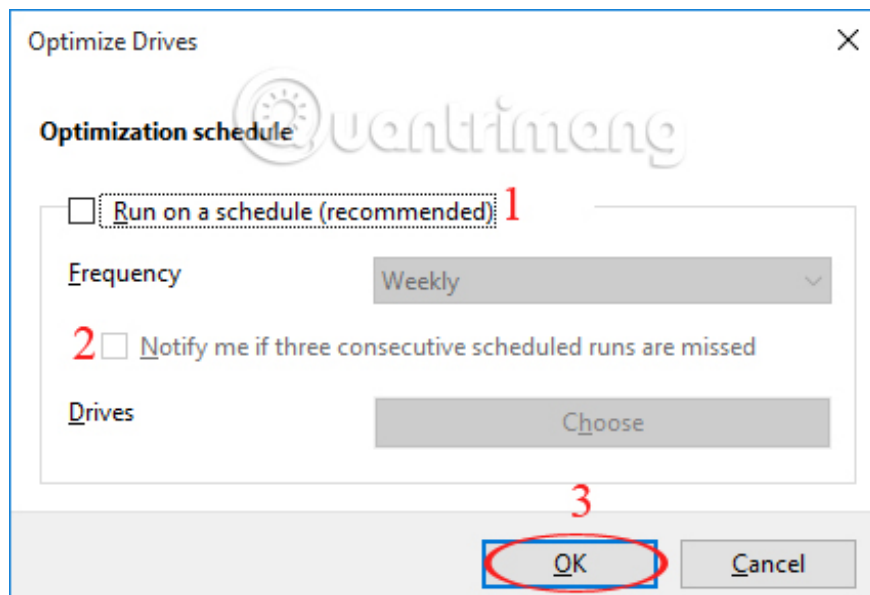 Optimize Drives
Quantrimang
Optimization schedule
Run on a schedule (recommended) 1
Frequency Weekly
2 Notify me if three consecutive scheduled runs are missed
Drives Choose
3
OK Cancel